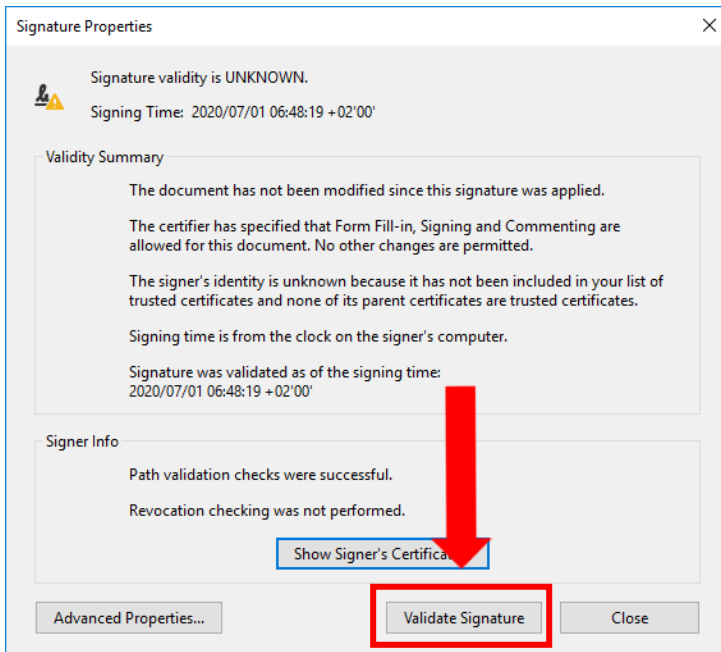 Signature Properties
Signature validity is UNKNOWN.
Signing Time: 2020/07/01 06:48:19 +02'00'
Validity Summary
The document has not been modified since this signature was applied.
The certifier has specified that Form Fill-in, Signing and Commenting are
allowed for this document. No other changes are permitted.
The signer's identity is unknown because it has not been included in your list of
trusted certificates and none of its parent certificates are trusted certificates.
Signing time is from the clock on the signer's computer.
Signature was validated as of the signing time:
2020/07/01 06:48:19 +02'00'
Signer Info
Path validation checks were successful.
Revocation checking was not performed.
Show Signer's
Advanced Properties...
Validate Signature
Close